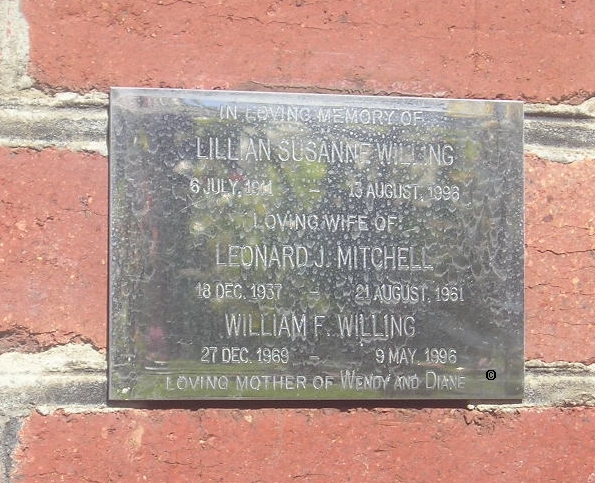 IN LOVING MEMORY OF
LILLIAN SUSANNE WILLING
6 JULY, 1911 – 13 AUGUST, 1996
LOVING WIFE OF
LEONARD J. MITCHELL
18 DEC. 1937 – 21 AUGUST, 1961
WILLIAM F. WILLING
27 DEC. 1969 – 9 MAY, 1996
LOVING MOTHER OF WENDY AND DIANE
©